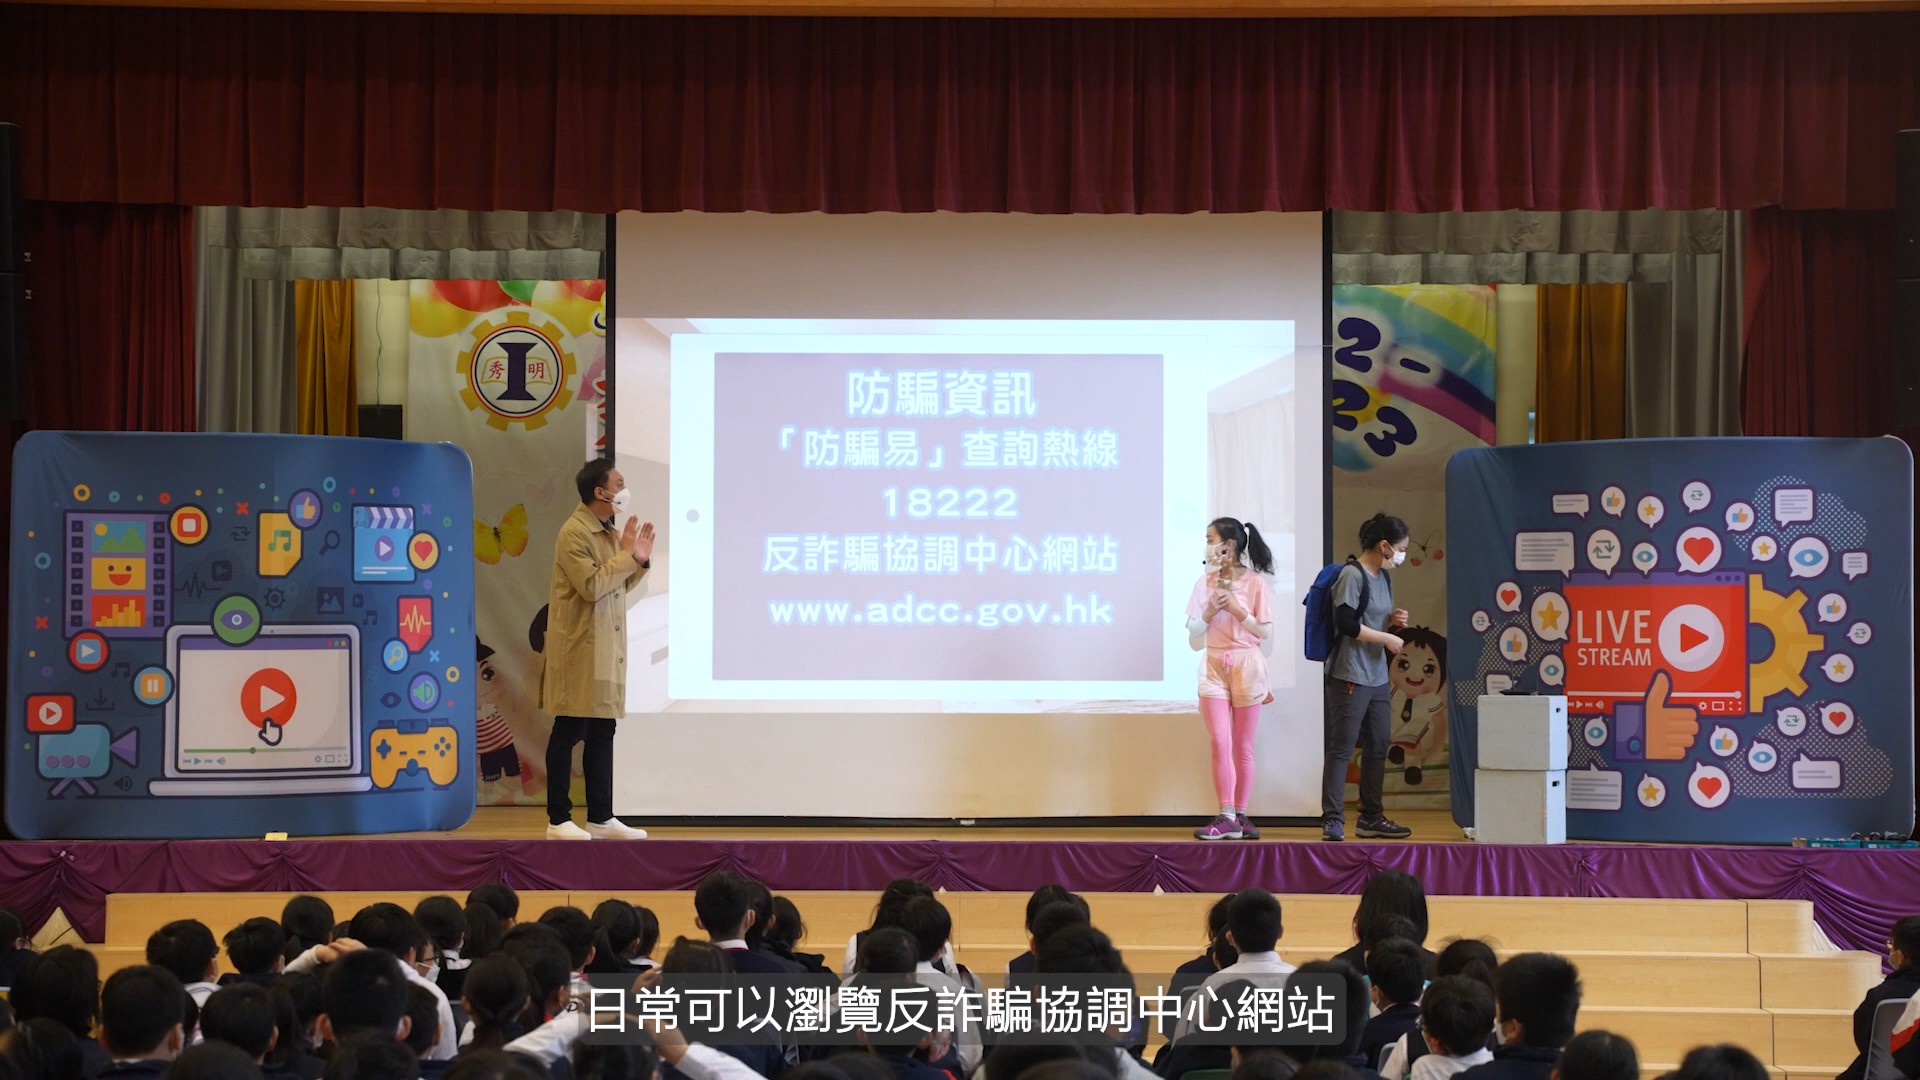 秀 I 明
2-
23
防騙資訊
「防騙易」查詢熱線
18222
反詐騙協調中心網站
www.adcc.gov.hk
LIVE
STREAM
日常可以瀏覽反詐騙協調中心網站